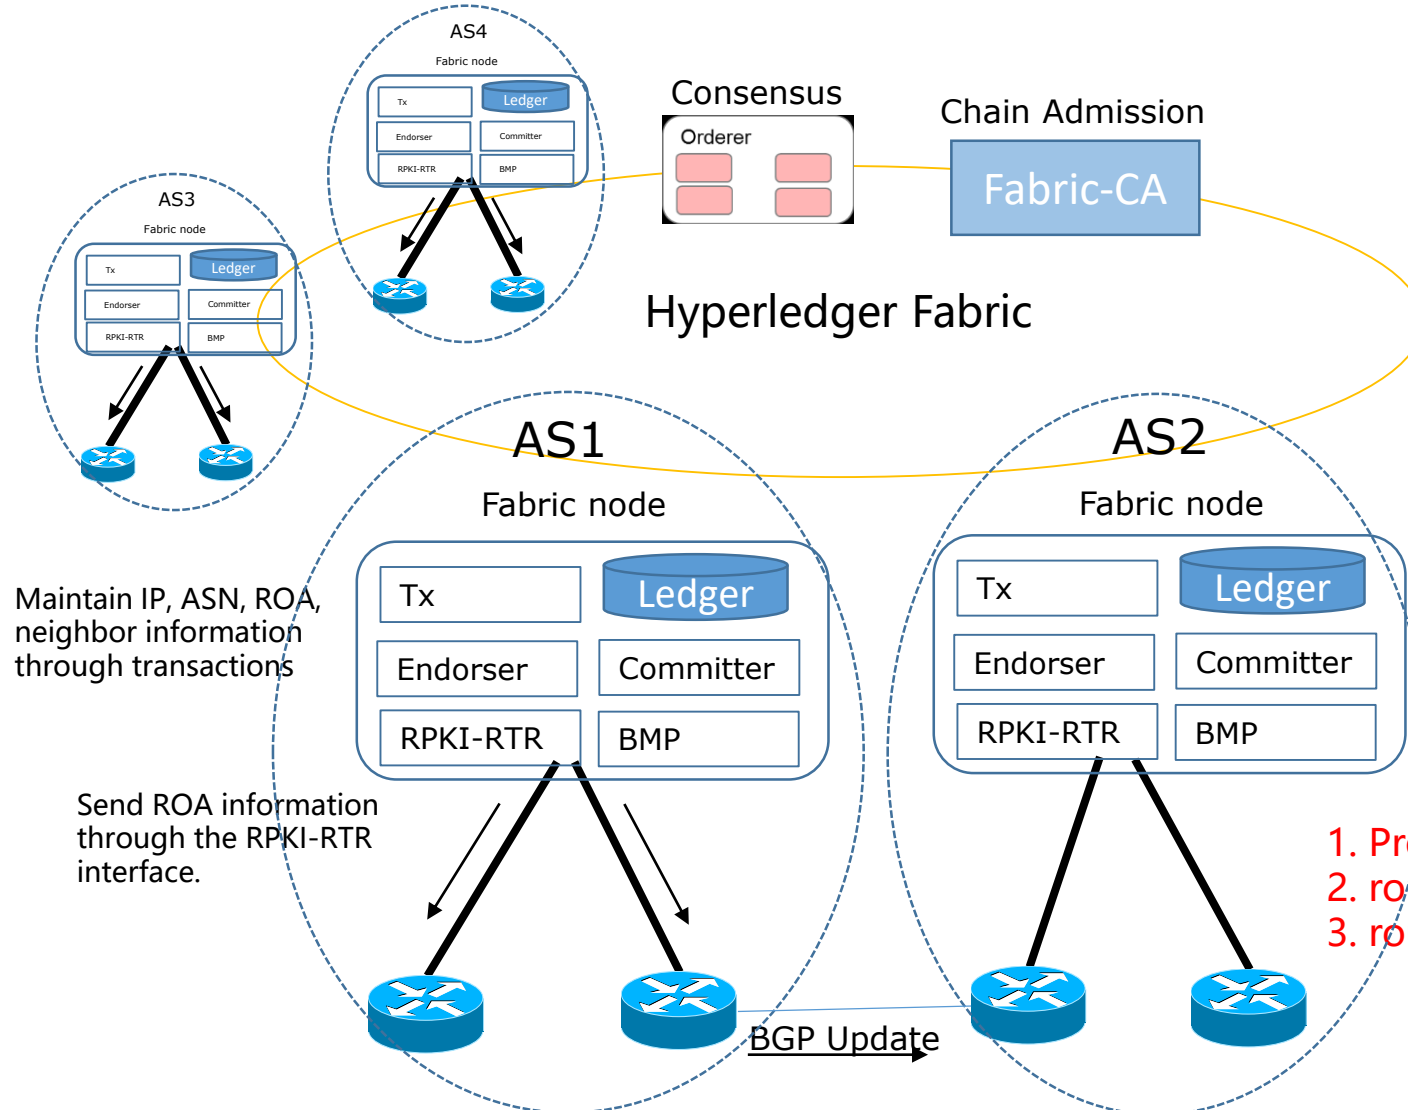 AS4
Fabric node
Tx
Ledger
Endorser
Committer
RPKI-RTR
BMP
Consensus
Orderer
Chain Admission
Fabric-CA
AS3
Fabric node
Tx
Ledger
Endorser
Committer
RPKI-RTR
BMP
Hyperledger Fabric
AS1
Fabric node
Tx
Ledger
Endorser
Committer
RPKI-RTR
BMP
AS2
Fabric node
Tx
Ledger
Endorser
Committer
RPKI-RTR
BMP
Maintain IP, ASN, ROA,
neighbor information
through transactions
Send ROA information
through the RPKI-RTR
interface.
1.
2.
3.
BGP Update